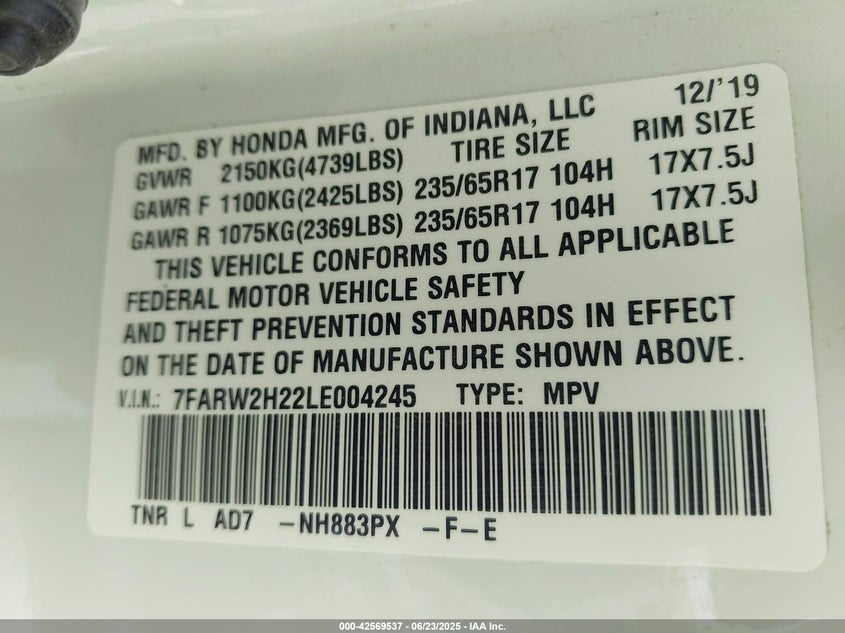 MFD. BY HONDA MFG. OF INDIANA, LLC 12/'19
GVWR 2150KG(4739LBS) TIRE SIZE RIM SIZE
GAWR F 1100KG(2425LBS) 235/65R17 104H 17X7.5J
GAWR R 1075KG(2369LBS) 235/65R17 104H 17X7.5J
THIS VEHICLE CONFORMS TO ALL APPLICABLE
FEDERAL MOTOR VEHICLE SAFETY
AND THEFT PREVENTION STANDARDS IN EFFECT
ON THE DATE OF MANUFACTURE SHOWN ABOVE.
V.I.N.: 7FARW2H22LE004245 TYPE: MPV
TNR L AD7 -NH883PX -F-E
000-42569537 - 06/23/2025 - IAA Inc.